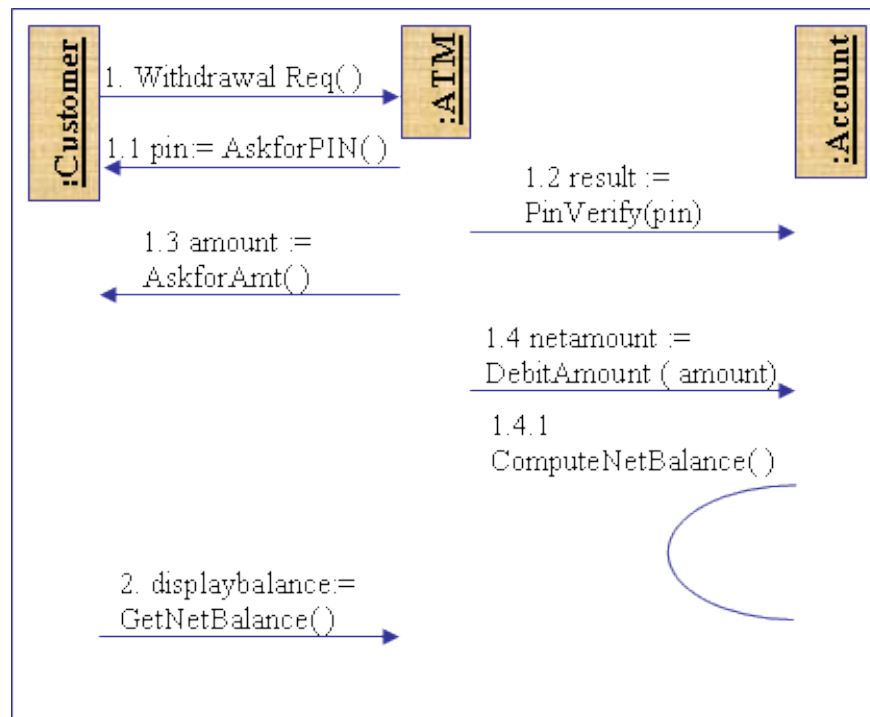 :Customer
:ATM
:Account
1. Withdrawal Req( )
1.1 pin:= AskforPIN( )
1.2 result :=
PinVerify(pin)
1.3 amount :=
AskforAmt( )
1.4 netamount :=
DebitAmount ( amount)
1.4.1
ComputeNetBalance( )
2. displaybalance:=
GetNetBalance( )